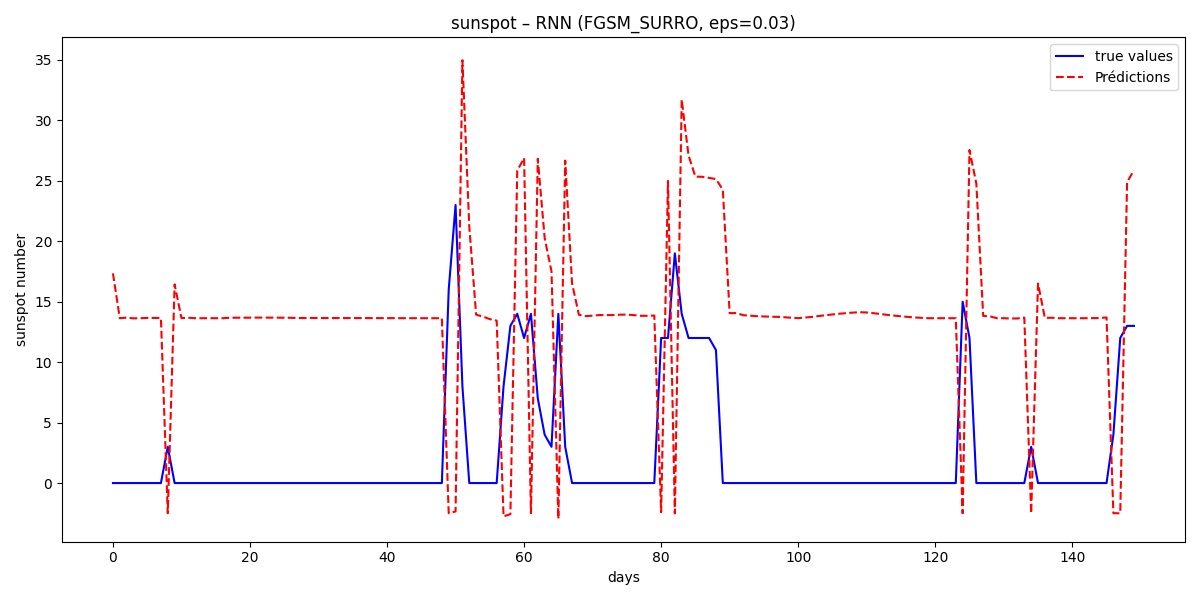 sunspot – RNN (FGSM_SURRO, eps=0.03)
true values
Prédictions
sunspot number
35
30
25
20
15
10
5
0
0 20 40 60 80 100 120 140
days